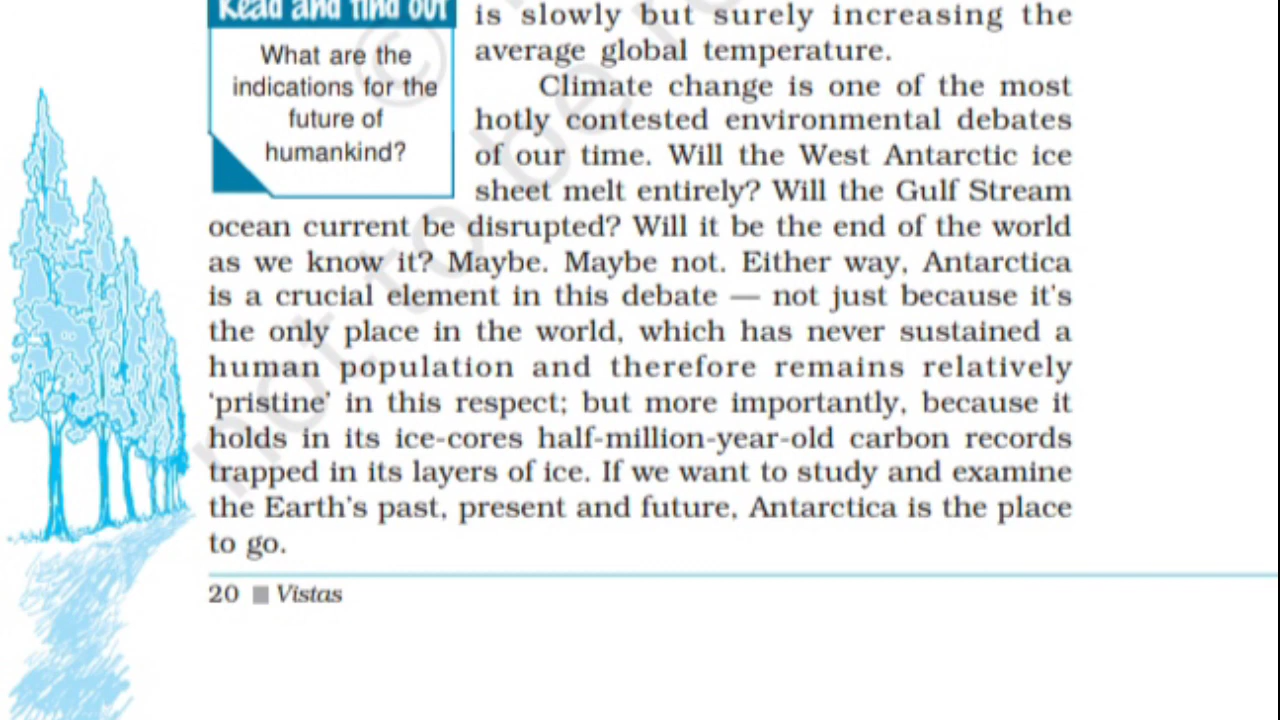 Read and find out
What are the
indications for the
future of
humankind?
is slowly but surely increasing the
average global temperature.
Climate change is one of the most
hotly contested environmental debates
of our time. Will the West Antarctic ice
sheet melt entirely? Will the Gulf Stream
ocean current be disrupted? Will it be the end of the world
as we know it? Maybe. Maybe not. Either way, Antarctica
is a crucial element in this debate — not just because it's
the only place in the world, which has never sustained a
human population and therefore remains relatively
‘pristine’ in this respect; but more importantly, because it
holds in its ice-cores half-million-year-old carbon records
trapped in its layers of ice. If we want to study and examine
the Earth's past, present and future, Antarctica is the place
to go.
20 ■ Vistas
©
not to be re